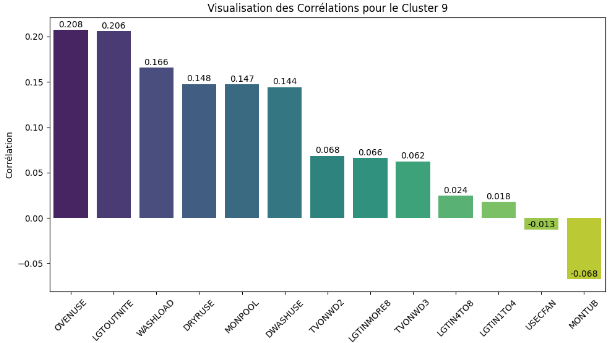 Visualisation des Corrélations pour le Cluster 9
0.208
0.206
0.166
0.148
0.147
0.144
0.068
0.066
0.062
0.024
0.018
-0.013
-0.068
0.20
0.15
0.10
0.05
0.00
−0.05
Corrélation
OVENUSE
LGTOUTNITE
WASHLOAD
DRYRUSE
MONPOOL
DWASHUSE
TVONWD2
LGTINMORE8
TVONWD3
LGTIN4TO8
LGTIN1TO4
USECFAN
MONTUB